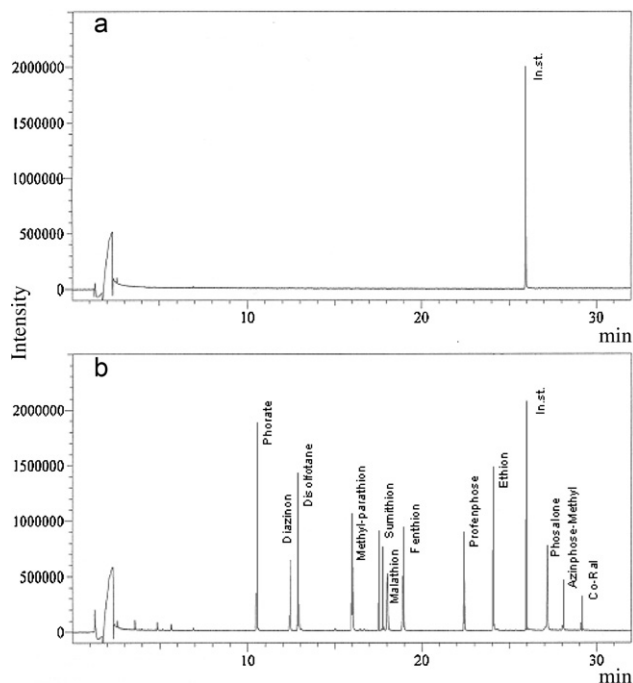 a
2000000
1500000
1000000
500000
0
In.st.
10
20
30
min
Intensity
b
2000000
1500000
1000000
500000
0
Phorate
Diazinon
Disolfotane
Methyl-parathion
Sumithion
Malathion
Fenthion
Profenphose
Ethion
In.st.
Phosalone
Azinphose-Methyl
Co-Ral
10
20
30
min